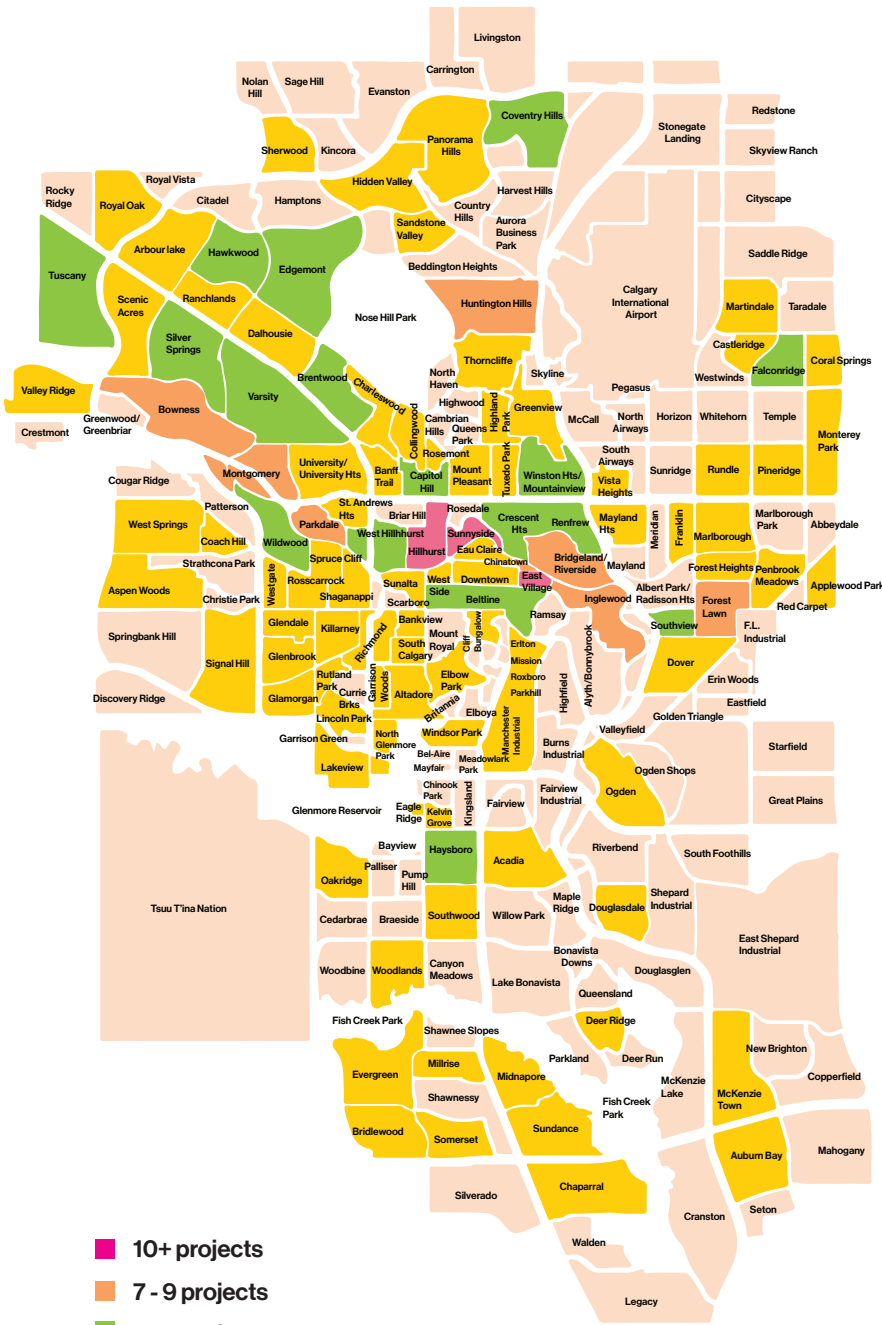 Livingston
Carrington
Nolan
Hill
Sage Hill
Evanston
Coventry Hills
Redstone
Stonegate
Landing
Panorama
Hills
Sherwood
Kincora
Skyview Ranch
Hidden Valley
Rocky
Ridge
Royal Vista
Royal Oak
Citadel
Hamptons
Harvest Hills
Country
Hills
Cityscape
Sandstone
Valley
Aurora
Business
Park
Arbour lake
Hawkwood
Edgemont
Saddle Ridge
Tuscany
Beddington Heights
Scenic
Acres
Ranchlands
Calgary
International
Airport
Huntington Hills
Martindale
Taradale
Nose Hill Park
Dalhousie
Silver
Springs
Castleridge
Coral Springs
Thorncliffe
North
Haven
Skyline
Falconridge
Westwinds
Brentwood
Valley Ridge
Varsity
Charleswood
Pegasus
Bowness
Highwood
Highland
Park
Greenview
Greenwood/
Greenbriar
Cambrian
Hills
Queens
Park
McCall
North
Airways
Horizon
Whitehorn
Temple
Crestmont
Collingwood
Monterey
Park
Rosemont
South
Airways
Montgomery
University/
University Hts
Banff
Trail
Capitol
Hill
Mount
Pleasant
Tuxedo Park
Winston Hts/
Mountainview
Vista
Heights
Sunridge
Rundle
Pineridge
Cougar Ridge
Patterson
St. Andrews
Hts
Briar Hill
Rosedale
Crescent
Hts
Renfrew
Mayland
Hts
Meridian
Franklin
Marlborough
Marlborough
Park
Abbeydale
West Springs
Parkdale
Coach Hill
Wildwood
West Hillhhurst
Hillhurst
Sunnyside
Eau Claire
Chinatown
Bridgeland/
Riverside
Mayland
Strathcona Park
Spruce Cliff
Forest Heights
Penbrook
Meadows
Aspen Woods
Westgate
Rosscarrock
Sunalta
West
Side
Downtown
East
Village
Applewood Park
Christie Park
Shaganappi
Scarboro
Beltline
Inglewood
Albert Park/
Radisson Hts
Forest
Lawn
Red Carpet
Springbank Hill
Glendale
Killarney
Richmond
Bankview
Mount
Royal
Cliff
Bungalow
Ramsay
Southview
F.L.
Industrial
Signal Hill
Glenbrook
South
Calgary
Erlton
Mission
Roxboro
Parkhill
Dover
Rutland
Park
Currie
Brks
Garrison
Woods
Altadore
Elbow
Park
Highfield
Alyth/Bonnybrook
Erin Woods
Discovery Ridge
Glamorgan
Britannia
Elboya
Eastfield
Lincoln Park
Golden Triangle
Garrison Green
North
Glenmore
Park
Windsor Park
Manchester
Industrial
Valleyfield
Lakeview
Bel-Aire
Mayfair
Meadowlark
Park
Burns
Industrial
Starfield
Ogden Shops
Chinook
Park
Kingsland
Fairview
Fairview
Industrial
Ogden
Great Plains
Glenmore Reservoir
Eagle
Ridge
Kelvin
Grove
Bayview
Haysboro
Acadia
Riverbend
South Foothills
Oakridge
Palliser
Pump
Hill
Tsuu T'ina Nation
Cedarbrae
Braeside
Southwood
Willow Park
Maple
Ridge
Douglasdale
Shepard
Industrial
East Shepard
Industrial
Woodbine
Woodlands
Canyon
Meadows
Lake Bonavista
Bonavista
Downs
Douglasglen
Queensland
Fish Creek Park
Shawnee Slopes
Deer Ridge
New Brighton
Evergreen
Millrise
Midnapore
Parkland
Deer Run
McKenzie
Lake
McKenzie
Town
Copperfield
Shawnessy
Fish Creek
Park
Bridlewood
Somerset
Sundance
Auburn Bay
Mahogany
Silverado
Chaparral
Cranston
Seton
Walden
10+ projects
7 - 9 projects
Legacy